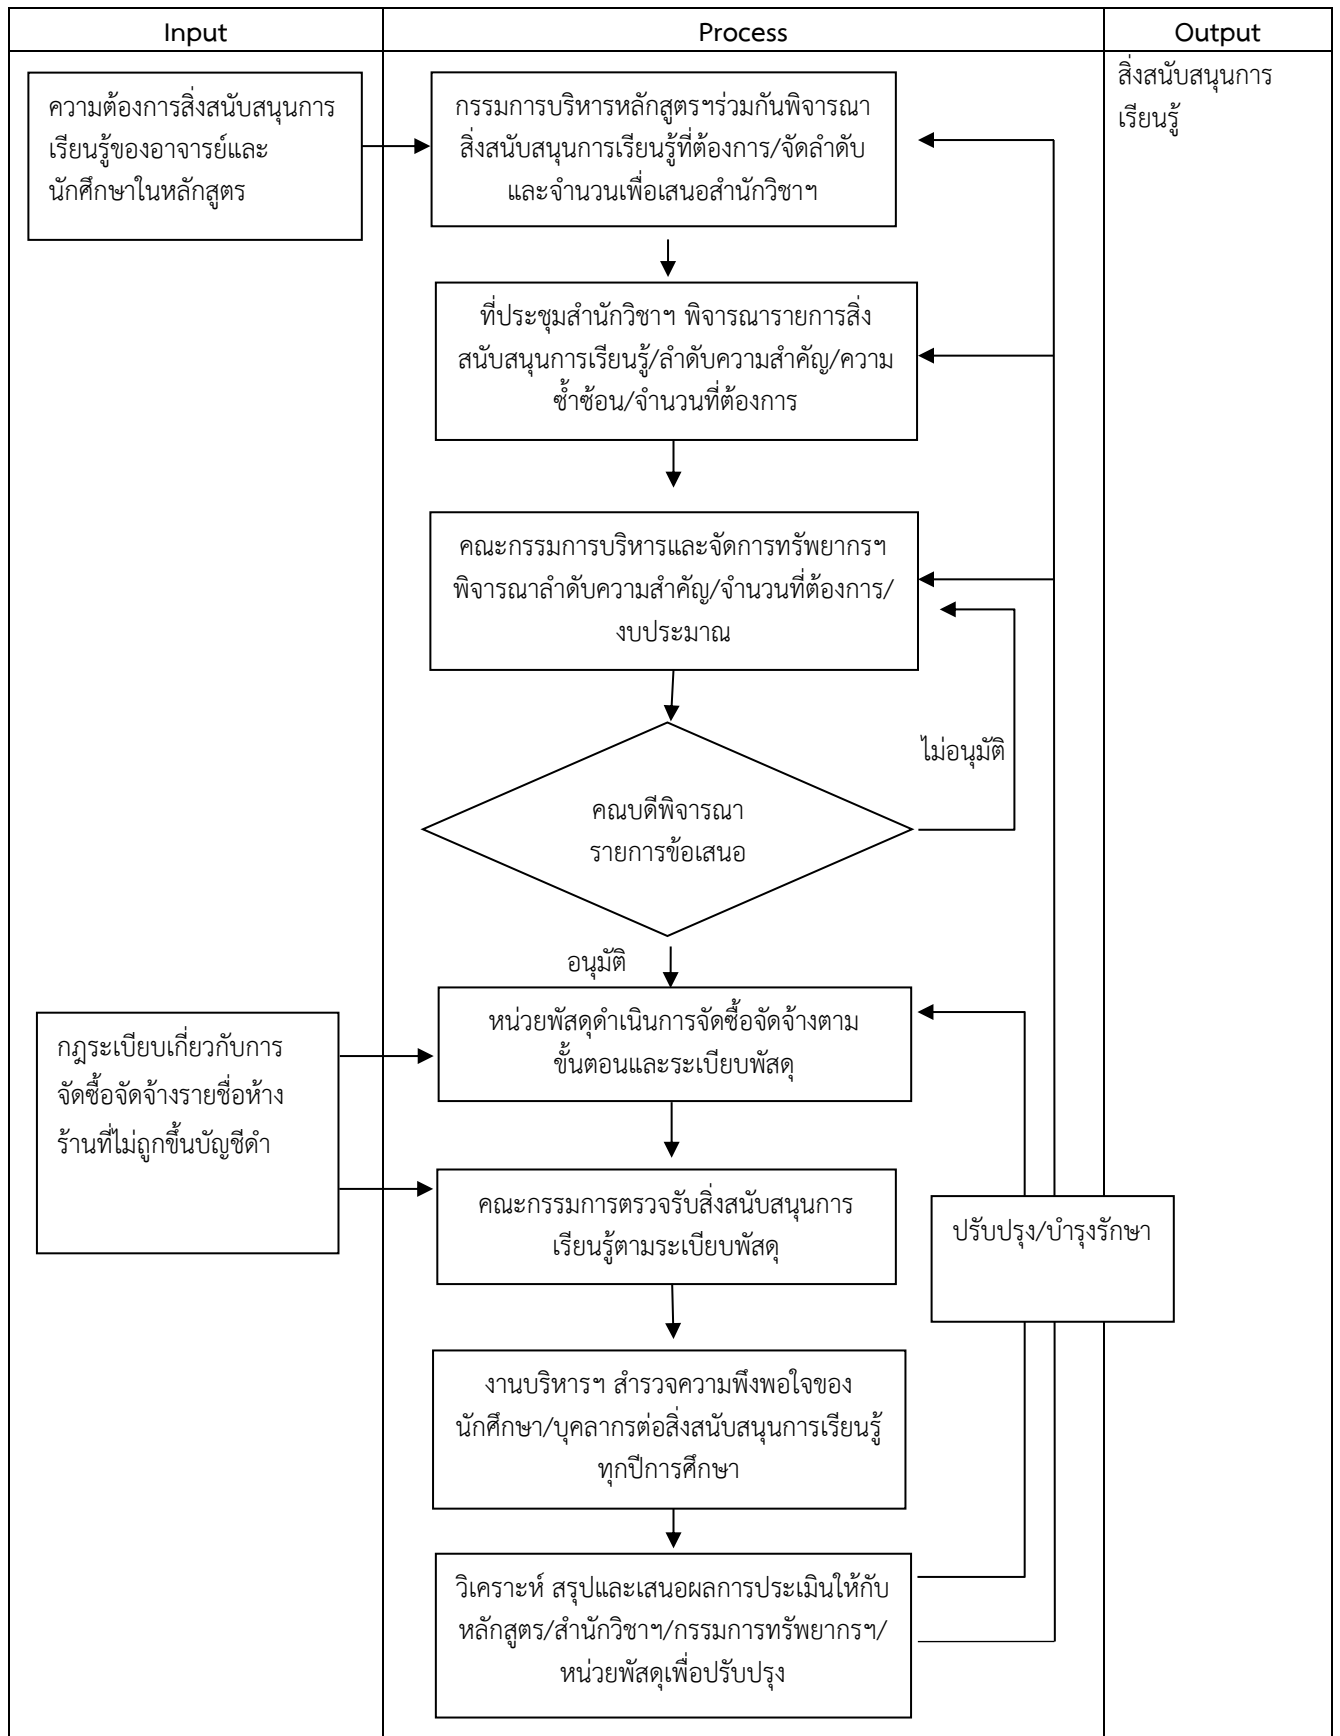 Input
Process
Output
ความต้องการสิ่งสนับสนุนการ
เรียนรู้ของอาจารย์และ
นักศึกษาในหลักสูตร
กรรมการบริหารหลักสูตรฯร่วมกันพิจารณา
สิ่งสนับสนุนการเรียนรู้ที่ต้องการ/จัดลำดับ
และจำนวนเพื่อเสนอสำนักวิชาฯ
สิ่งสนับสนุนการ
เรียนรู้
ที่ประชุมสำนักวิชาฯ พิจารณารายการสิ่ง
สนับสนุนการเรียนรู้/ลำดับความสำคัญ/ความ
ซ้ำซ้อน/จำนวนที่ต้องการ
คณะกรรมการบริหารและจัดการทรัพยากรฯ
พิจารณาลำดับความสำคัญ/จำนวนที่ต้องการ/
งบประมาณ
ไม่อนุมัติ
คณบดีพิจารณา
รายการข้อเสนอ
อนุมัติ
หน่วยพัสดุดำเนินการจัดซื้อจัดจ้างตาม
ขั้นตอนและระเบียบพัสดุ
กฎระเบียบเกี่ยวกับการ
จัดซื้อจัดจ้างรายชื่อห้าง
ร้านที่ไม่ถูกขึ้นบัญชีดำ
คณะกรรมการตรวจรับสิ่งสนับสนุนการ
เรียนรู้ตามระเบียบพัสดุ
ปรับปรุง/บำรุงรักษา
งานบริหารฯ สำรวจความพึงพอใจของ
นักศึกษา/บุคลากรต่อสิ่งสนับสนุนการเรียนรู้
ทุกปีการศึกษา
วิเคราะห์ สรุปและเสนอผลการประเมินให้กับ
หลักสูตร/สำนักวิชาฯ/กรรมการทรัพยากรฯ/
หน่วยพัสดุเพื่อปรับปรุง